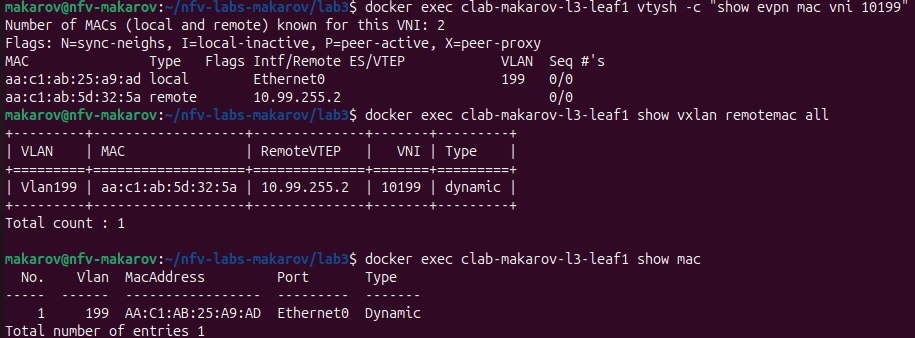 makarov@nfv-makarov:~/nfv-labs-makarov/lab3$ docker exec clab-makarov-l3-leaf1 vtysh -c "show evpn mac vni 10199"
Number of MACs (local and remote) known for this VNI: 2
Flags: N=sync-neighs, I=local-inactive, P=peer-active, X=peer-proxy
MAC               Type   Flags Intf/Remote ES/VTEP            VLAN  Seq #'s
aa:c1:ab:25:a9:ad local        Ethernet0                      199   0/0
aa:c1:ab:5d:32:5a remote       10.99.255.2                          0/0
makarov@nfv-makarov:~/nfv-labs-makarov/lab3$ docker exec clab-makarov-l3-leaf1 show vxlan remotemac all
+---------+-------------------+--------------+-------+---------+
| VLAN    | MAC               | RemoteVTEP   |   VNI | Type    |
+=========+===================+==============+=======+=========+
| Vlan199 | aa:c1:ab:5d:32:5a | 10.99.255.2  | 10199 | dynamic |
+---------+-------------------+--------------+-------+---------+
Total count : 1
makarov@nfv-makarov:~/nfv-labs-makarov/lab3$ docker exec clab-makarov-l3-leaf1 show mac
  No.    Vlan  MacAddress         Port       Type
-----  ------  -----------------  ---------  -------
    1     199  AA:C1:AB:25:A9:AD  Ethernet0  Dynamic
Total number of entries 1